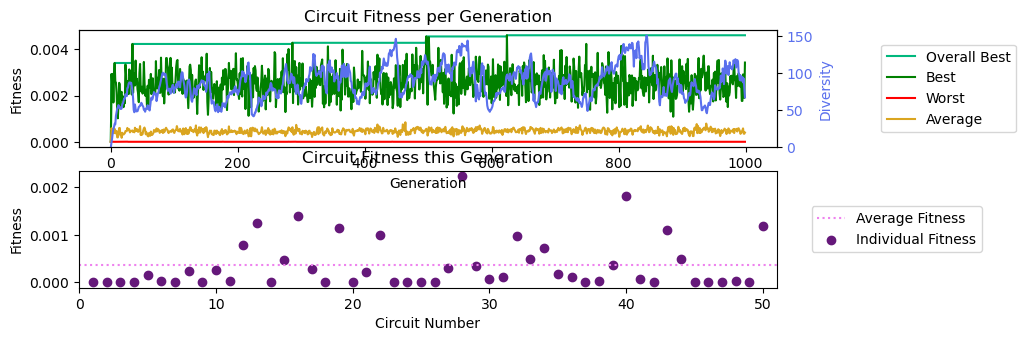 Circuit Fitness per Generation
Fitness
0.004
0.002
0.000
150
100
50
0
Diversity
0 200 400 600 800 1000
Generation
Overall Best
Best
Worst
Average
Circuit Fitness this Generation
Fitness
0.002
0.001
0.000
0 10 20 30 40 50
Circuit Number
Average Fitness
Individual Fitness